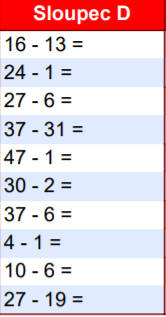 Sloupec D
16 - 13 =
24 - 1 =
27 - 6 =
37 - 31 =
47 - 1 =
30 - 2 =
37 - 6 =
4 - 1 =
10 - 6 =
27 - 19 =